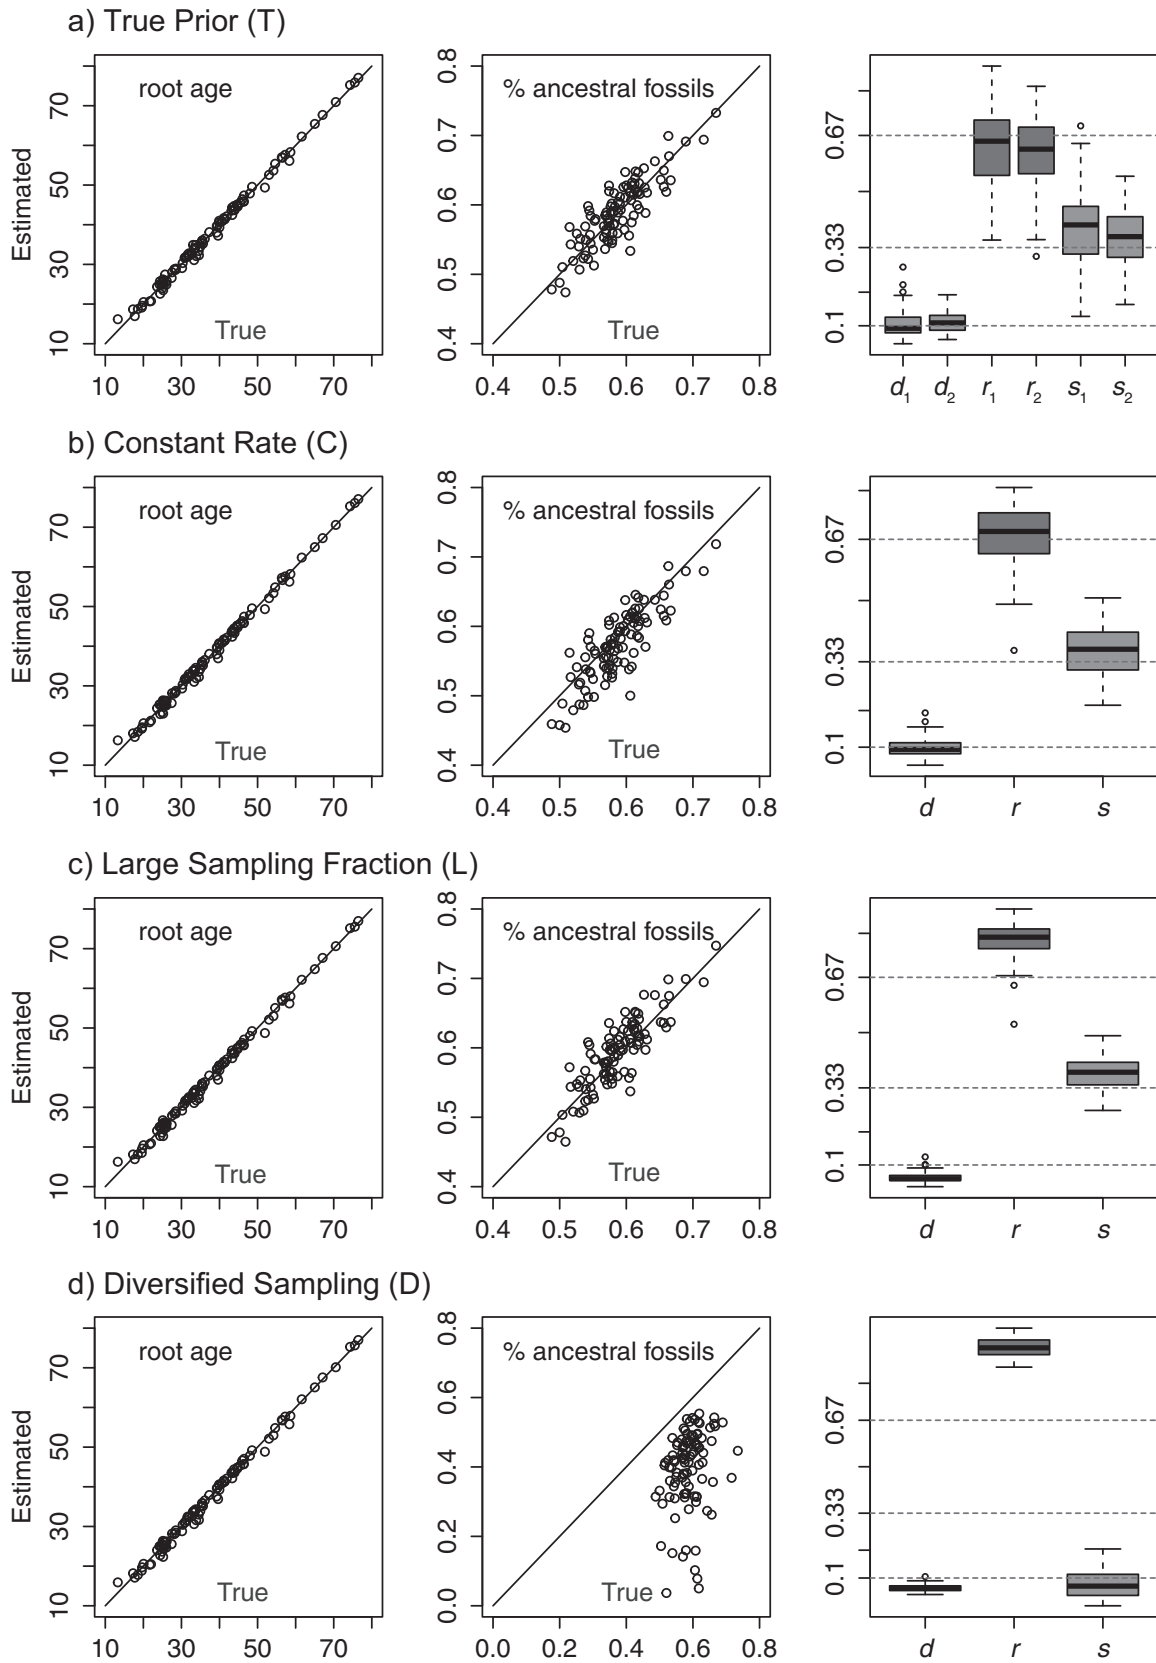 a) True Prior (T)
root age
% ancestral fossils
Estimated
True
True
10 30 50 70
0.4 0.5 0.6 0.7 0.8
0.1 0.33 0.67
10 30 50 70
0.4 0.5 0.6 0.7 0.8
d1 d2 r1 r2 s1 s2
b) Constant Rate (C)
root age
% ancestral fossils
Estimated
True
True
10 30 50 70
0.4 0.5 0.6 0.7 0.8
0.1 0.33 0.67
10 30 50 70
0.4 0.5 0.6 0.7 0.8
d r s
c) Large Sampling Fraction (L)
root age
% ancestral fossils
Estimated
True
True
10 30 50 70
0.4 0.5 0.6 0.7 0.8
0.1 0.33 0.67
10 30 50 70
0.4 0.5 0.6 0.7 0.8
d r s
d) Diversified Sampling (D)
root age
% ancestral fossils
Estimated
True
True
10 30 50 70
0.0 0.2 0.4 0.6 0.8
0.1 0.33 0.67
10 30 50 70
0.0 0.2 0.4 0.6 0.8
d r s